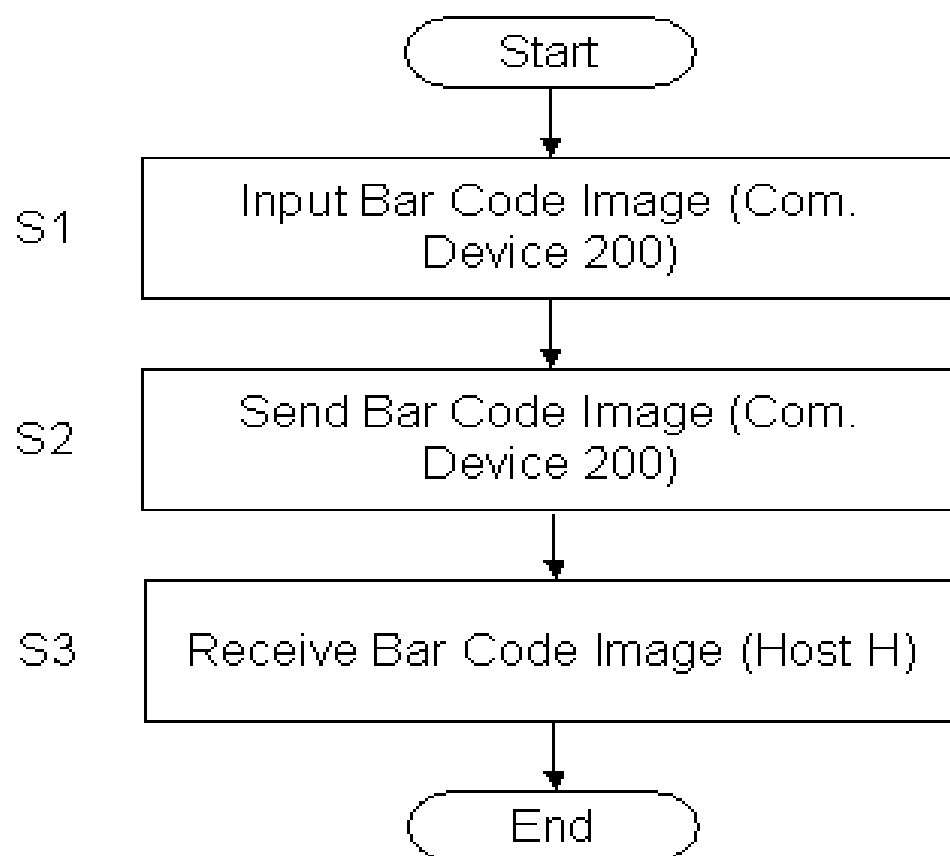 Start
S1
Input Bar Code Image (Com.
Device 200)
S2
Send Bar Code Image (Com.
Device 200)
S3
Receive Bar Code Image (Host H)
End